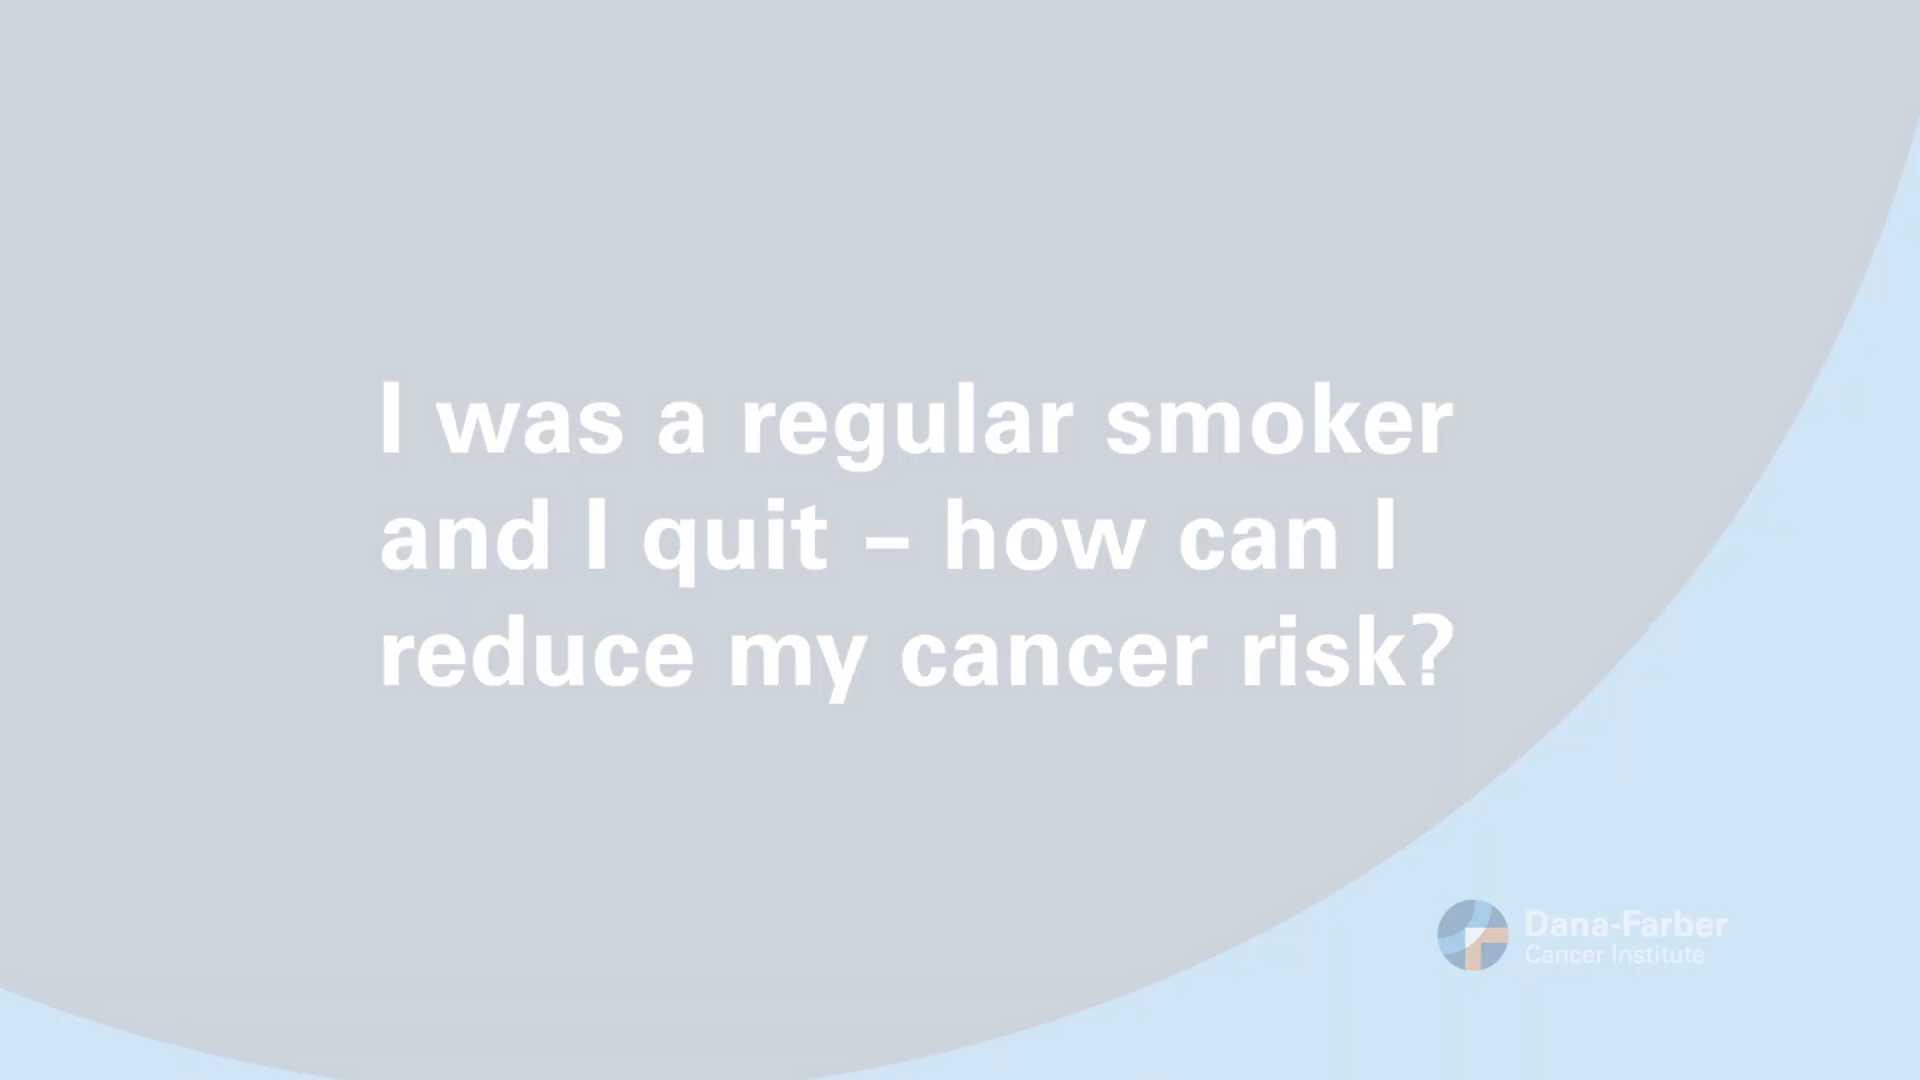 I was a regular smoker
and I quit – how can I
reduce my cancer risk?
Dana-Farber
Cancer Institute